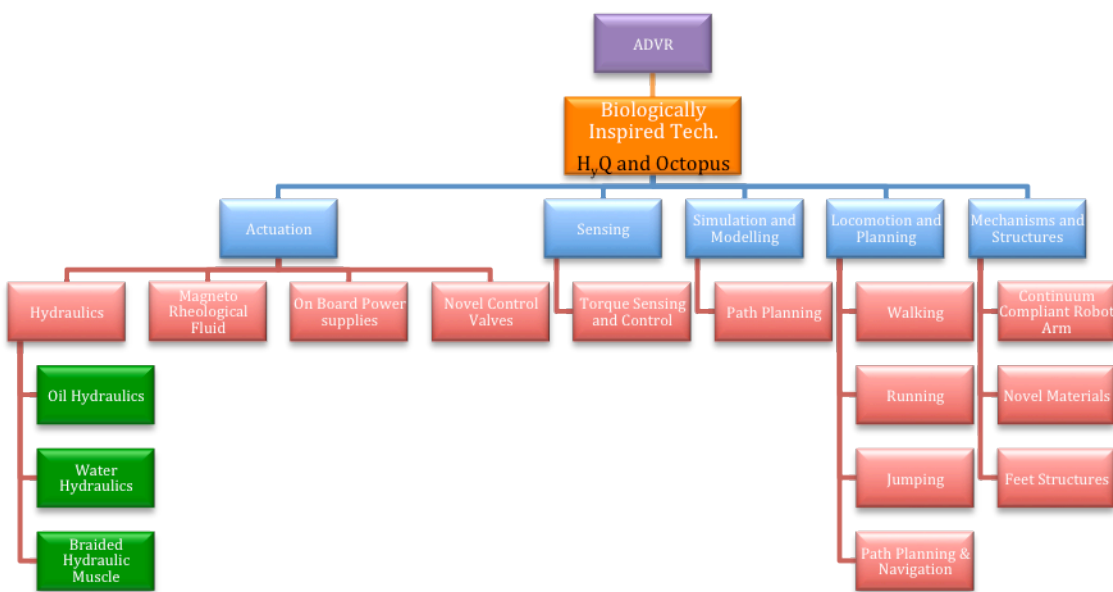 ADVR
Biologically
Inspired Tech.
HyQ and Octopus
Actuation
Sensing
Simulation and
Modelling
Locomotion and
Planning
Mechanisms and
Structures
Hydraulics
Magneto
Rheological
Fluid
On Board Power
supplies
Novel Control
Valves
Torque Sensing
and Control
Path Planning
Walking
Continuum
Compliant Robot
Arm
Oil Hydraulics
Running
Novel Materials
Water
Hydraulics
Jumping
Feet Structures
Braided
Hydraulic
Muscle
Path Planning &
Navigation